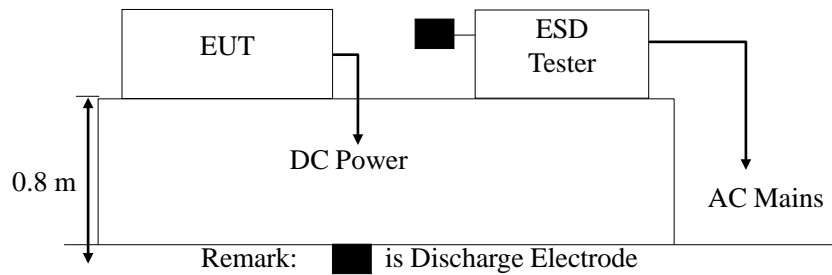 EUT
ESD
Tester
DC Power
0.8 m
AC Mains
Remark: is Discharge Electrode